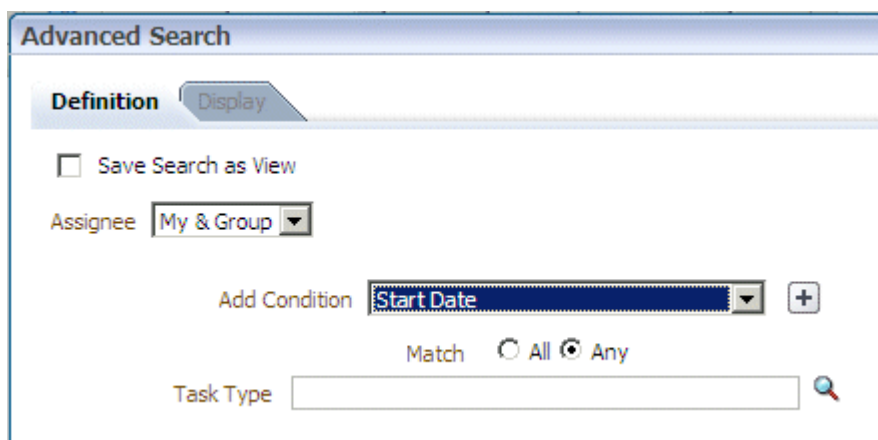 Advanced Search
Definition Display
Save Search as View
Assignee My & Group
Add Condition Start Date
Match All Any
Task Type